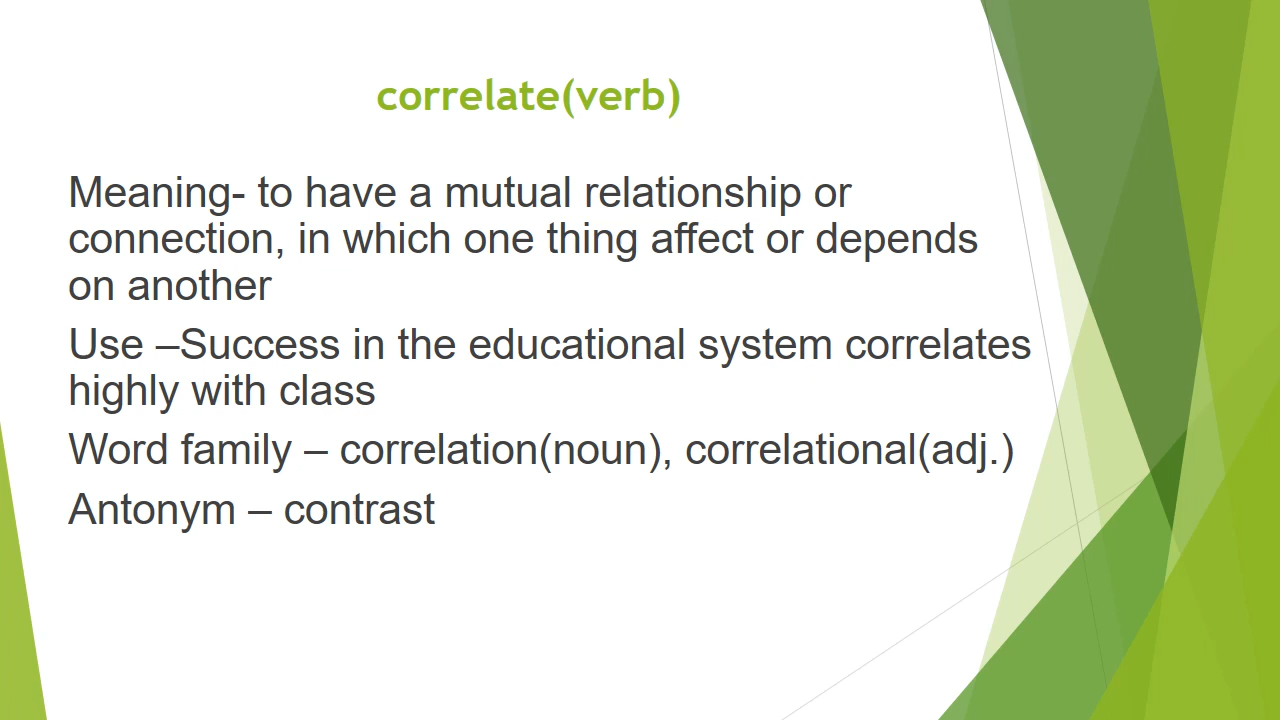 correlate(verb)
Meaning- to have a mutual relationship or
connection, in which one thing affect or depends
on another
Use –Success in the educational system correlates
highly with class
Word family – correlation(noun), correlational(adj.)
Antonym – contrast